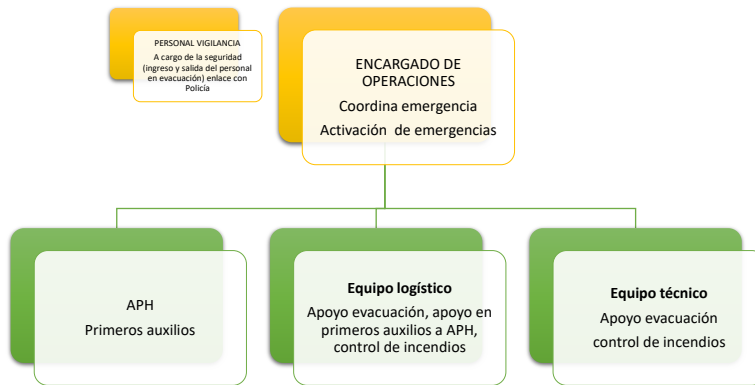 PERSONAL VIGILANCIA
A cargo de la seguridad
(ingreso y salida del personal
en evacuación) enlace con
Policía
ENCARGADO DE
OPERACIONES
Coordina emergencia
Activación de emergencias
APH
Primeros auxilios
Equipo logístico
Apoyo evacuación, apoyo en
primeros auxilios a APH,
control de incendios
Equipo técnico
Apoyo evacuación
control de incendios